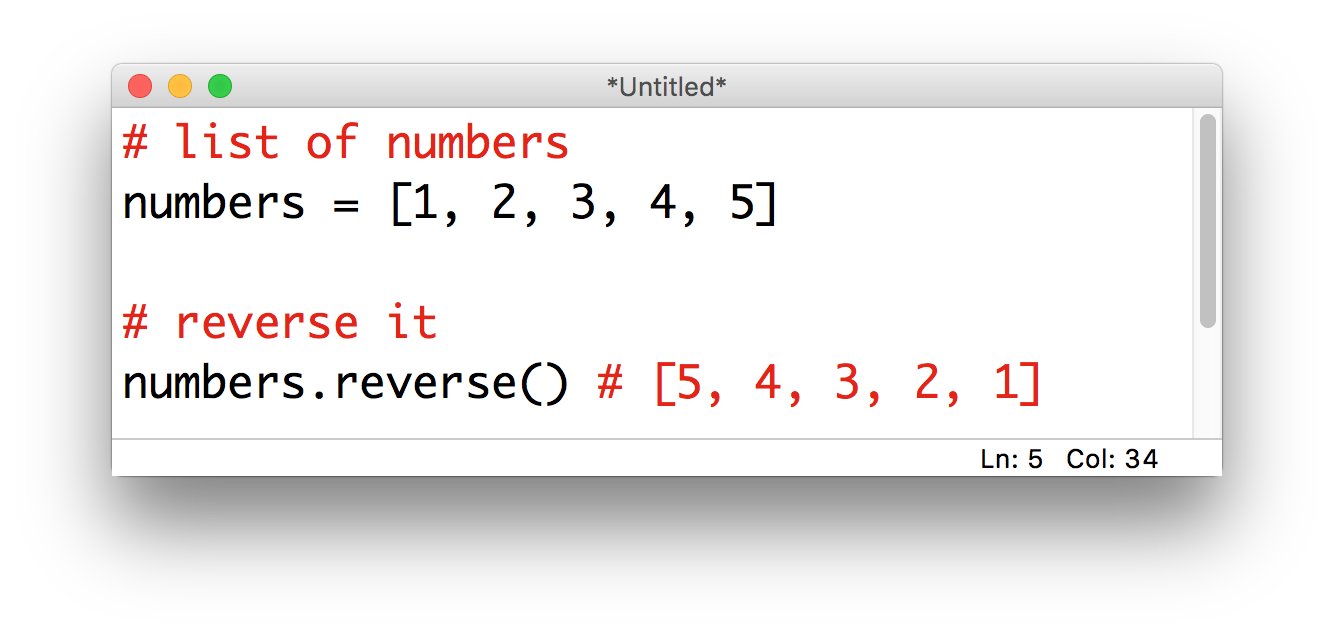 *Untitled*
# list of numbers
numbers = [1, 2, 3, 4, 5]
# reverse it
numbers.reverse() # [5, 4, 3, 2, 1]
Ln: 5 Col: 34